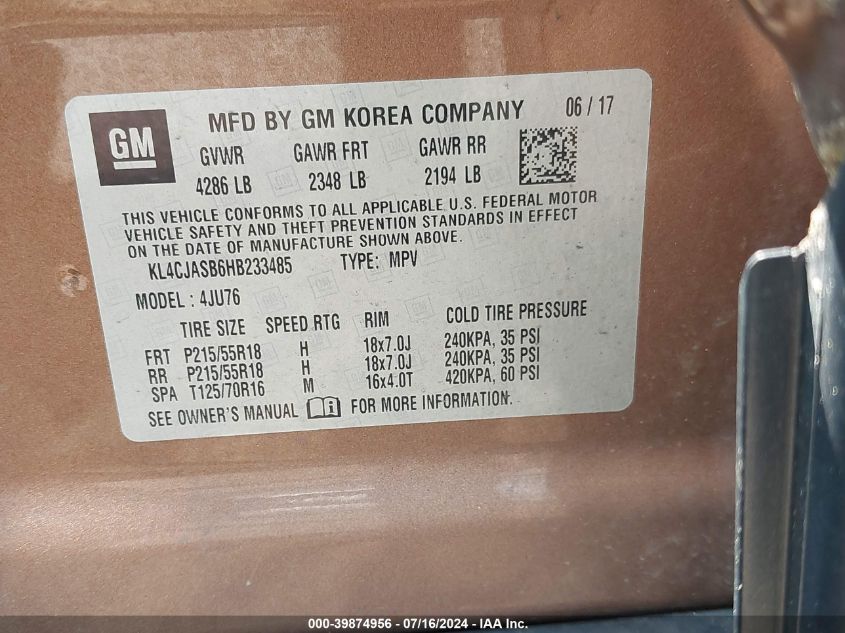 GM
MFD BY GM KOREA COMPANY 06 / 17
GVWR GAWR FRT GAWR RR
4286 LB 2348 LB 2194 LB
THIS VEHICLE CONFORMS TO ALL APPLICABLE U.S. FEDERAL MOTOR
VEHICLE SAFETY AND THEFT PREVENTION STANDARDS IN EFFECT
ON THE DATE OF MANUFACTURE SHOWN ABOVE.
KL4CJASB6HB233485 TYPE: MPV
MODEL : 4JU76
TIRE SIZE SPEED RTG RIM COLD TIRE PRESSURE
FRT P215/55R18 H 18x7.0J 240KPA, 35 PSI
RR P215/55R18 H 18x7.0J 240KPA, 35 PSI
SPA T125/70R16 M 16x4.0T 420KPA, 60 PSI
SEE OWNER'S MANUAL FOR MORE INFORMATION.
000-39874956 - 07/16/2024 - IAA Inc.